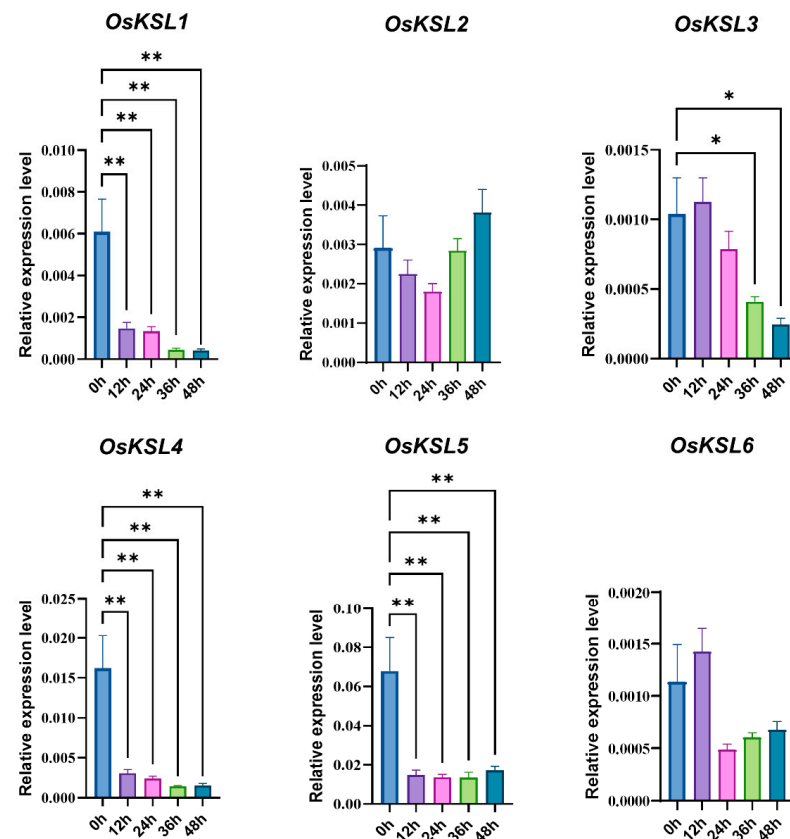 OsKSL1
**
**
**
**
Relative expression level
0.010
0.008
0.006
0.004
0.002
0.000
0h
12h
24h
36h
48h
OsKSL2
Relative expression level
0.005
0.004
0.003
0.002
0.001
0.000
0h
12h
24h
36h
48h
OsKSL3
*
*
Relative expression level
0.0015
0.0010
0.0005
0.0000
0h
12h
24h
36h
48h
OsKSL4
**
**
**
**
Relative expression level
0.025
0.020
0.015
0.010
0.005
0.000
0h
12h
24h
36h
48h
OsKSL5
**
**
**
**
Relative expression level
0.10
0.08
0.06
0.04
0.02
0.00
0h
12h
24h
36h
48h
OsKSL6
Relative expression level
0.0020
0.0015
0.0010
0.0005
0.0000
0h
12h
24h
36h
48h